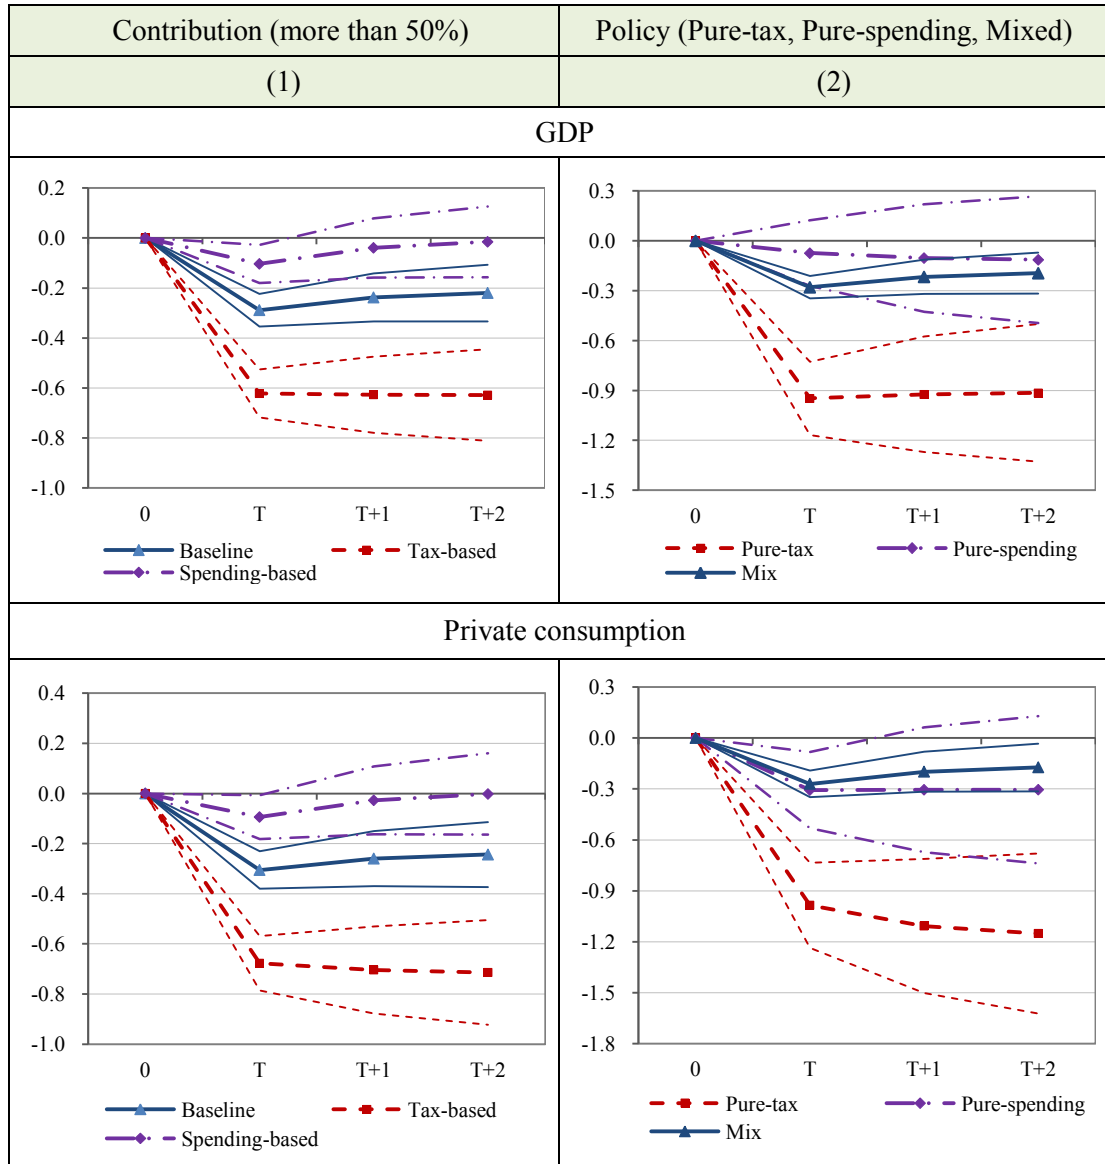 Contribution (more than 50%)
Policy (Pure-tax, Pure-spending, Mixed)
(1)
(2)
GDP
0.2
0.0
-0.2
-0.4
-0.6
-0.8
-1.0
0 T T+1 T+2
Baseline Tax-based
Spending-based
0.3
0.0
-0.3
-0.6
-0.9
-1.2
-1.5
0 T T+1 T+2
Pure-tax Pure-spending
Mix
Private consumption
0.4
0.2
0.0
-0.2
-0.4
-0.6
-0.8
-1.0
0 T T+1 T+2
Baseline Tax-based
Spending-based
0.3
0.0
-0.3
-0.6
-0.9
-1.2
-1.5
-1.8
0 T T+1 T+2
Pure-tax Pure-spending
Mix